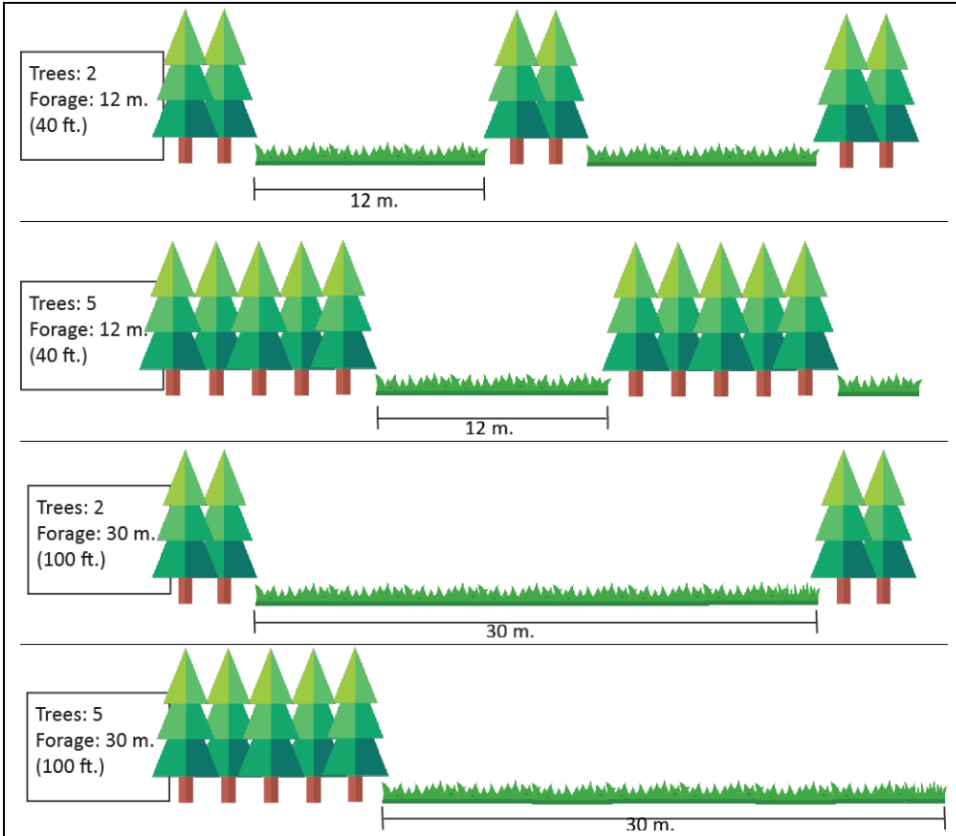 Trees: 2
Forage: 12 m.
(40 ft.)
12 m.
Trees: 5
Forage: 12 m.
(40 ft.)
12 m.
Trees: 2
Forage: 30 m.
(100 ft.)
30 m.
Trees: 5
Forage: 30 m.
(100 ft.)
30 m.